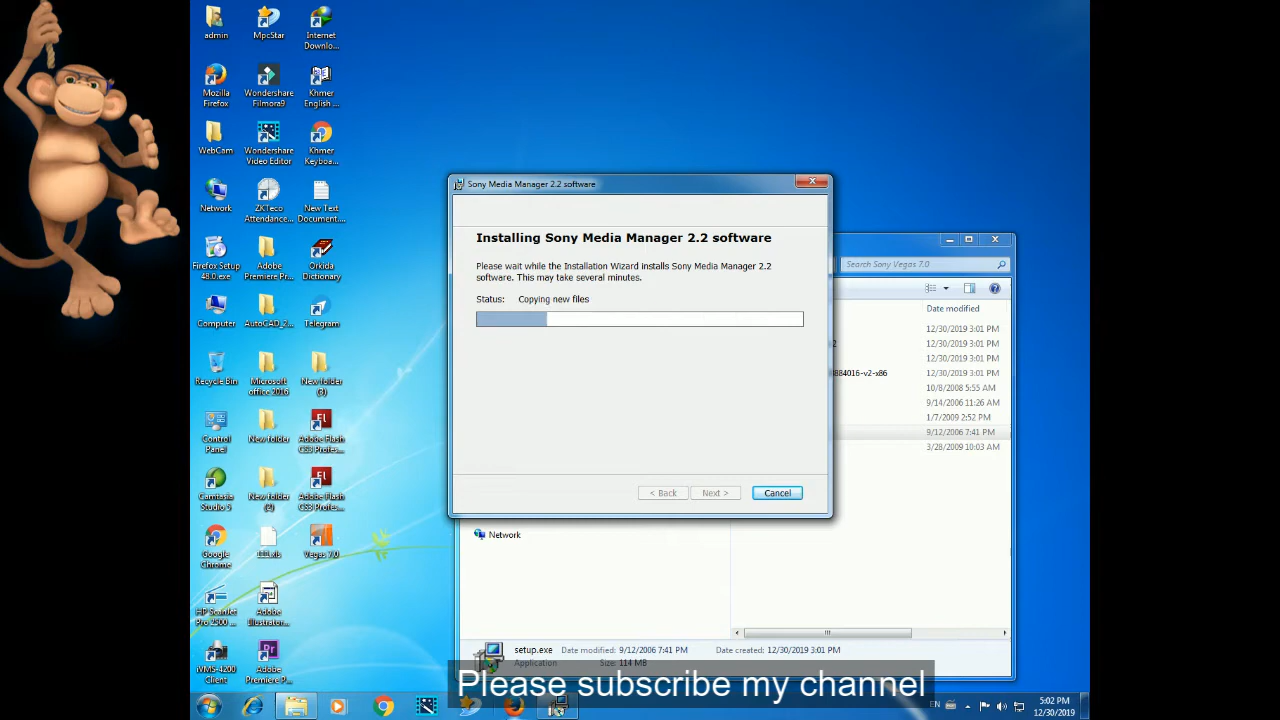 admin
MpcStar
Internet
Downlo...
Mozilla
Firefox
Wondershare
Filmora9
Khmer
English ...
WebCam
Wondershare
Video Editor
Khmer
Keyboa...
Network
ZKTeco
Attendance...
New Text
Document...
Firefox Setup
48.0.exe
Adobe
Premiere Pr...
Orkida
Dictionary
Computer
AutoCAD_2...
Telegram
Recycle Bin
Microsoft
office 2016
New folder
(3)
Control
Panel
New folder
Adobe Flash
CS3 Profes...
Camtasia
Studio 5
New folder
(2)
Adobe Flash
CS3 Profes...
Google
Chrome
111.xls
Vegas 7.0
HP ScanJet
Pro 2500 ...
Adobe
Illustrator...
iVMS-4200
Client
Adobe
Premiere P...
Sony Media Manager 2.2 software
Installing Sony Media Manager 2.2 software
Please wait while the Installation Wizard installs Sony Media Manager 2.2
software. This may take several minutes.
Status: Copying new files
< Back
Next >
Cancel
Search Sony Vegas 7.0
Date modified
12/30/2019 3:01 PM
2 12/30/2019 3:01 PM
12/30/2019 3:01 PM
884016-v2-x86 12/30/2019 3:01 PM
10/8/2008 5:55 AM
9/14/2006 11:26 AM
1/7/2009 2:52 PM
9/12/2006 7:41 PM
3/28/2009 10:03 AM
Network
setup.exe Date modified: 9/12/2006 7:41 PM Date created: 12/30/2019 3:01 PM
Application Size: 114 MB
Please subscribe my channel
EN
5:02 PM
12/30/2019